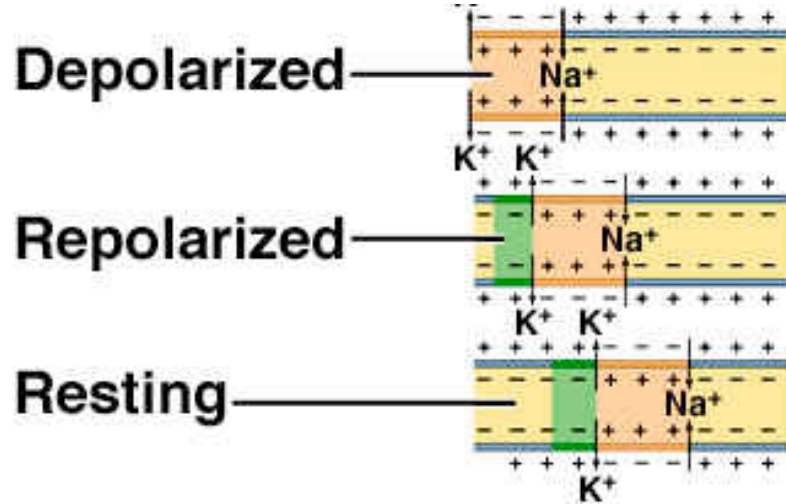 Depolarized
Na⁺
K⁺ K⁺
Repolarized
Na⁺
K⁺ K⁺
Resting
Na⁺
K⁺